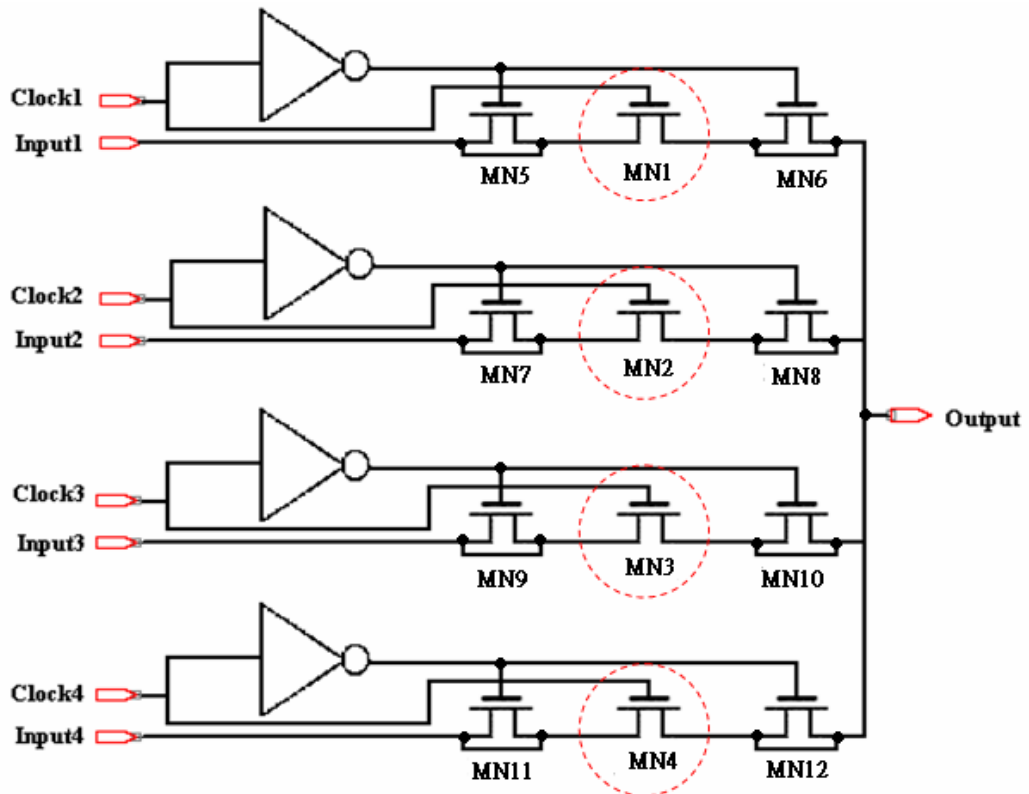 Clock1
Input1
MN5
MN1
MN6
Clock2
Input2
MN7
MN2
MN8
Output
Clock3
Input3
MN9
MN3
MN10
Clock4
Input4
MN11
MN4
MN12